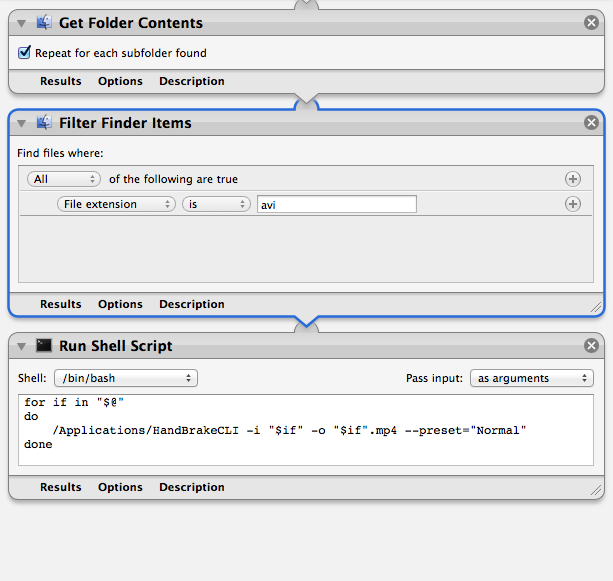 Get Folder Contents
Repeat for each subfolder found
Results Options Description
Filter Finder Items
Find files where:
All of the following are true
File extension is avi
Results Options Description
Run Shell Script
Shell: /bin/bash Pass input: as arguments
for if in "$@"
do
/Applications/HandBrakeCLI -i "$if" -o "$if".mp4 --preset="Normal"
done
Results Options Description